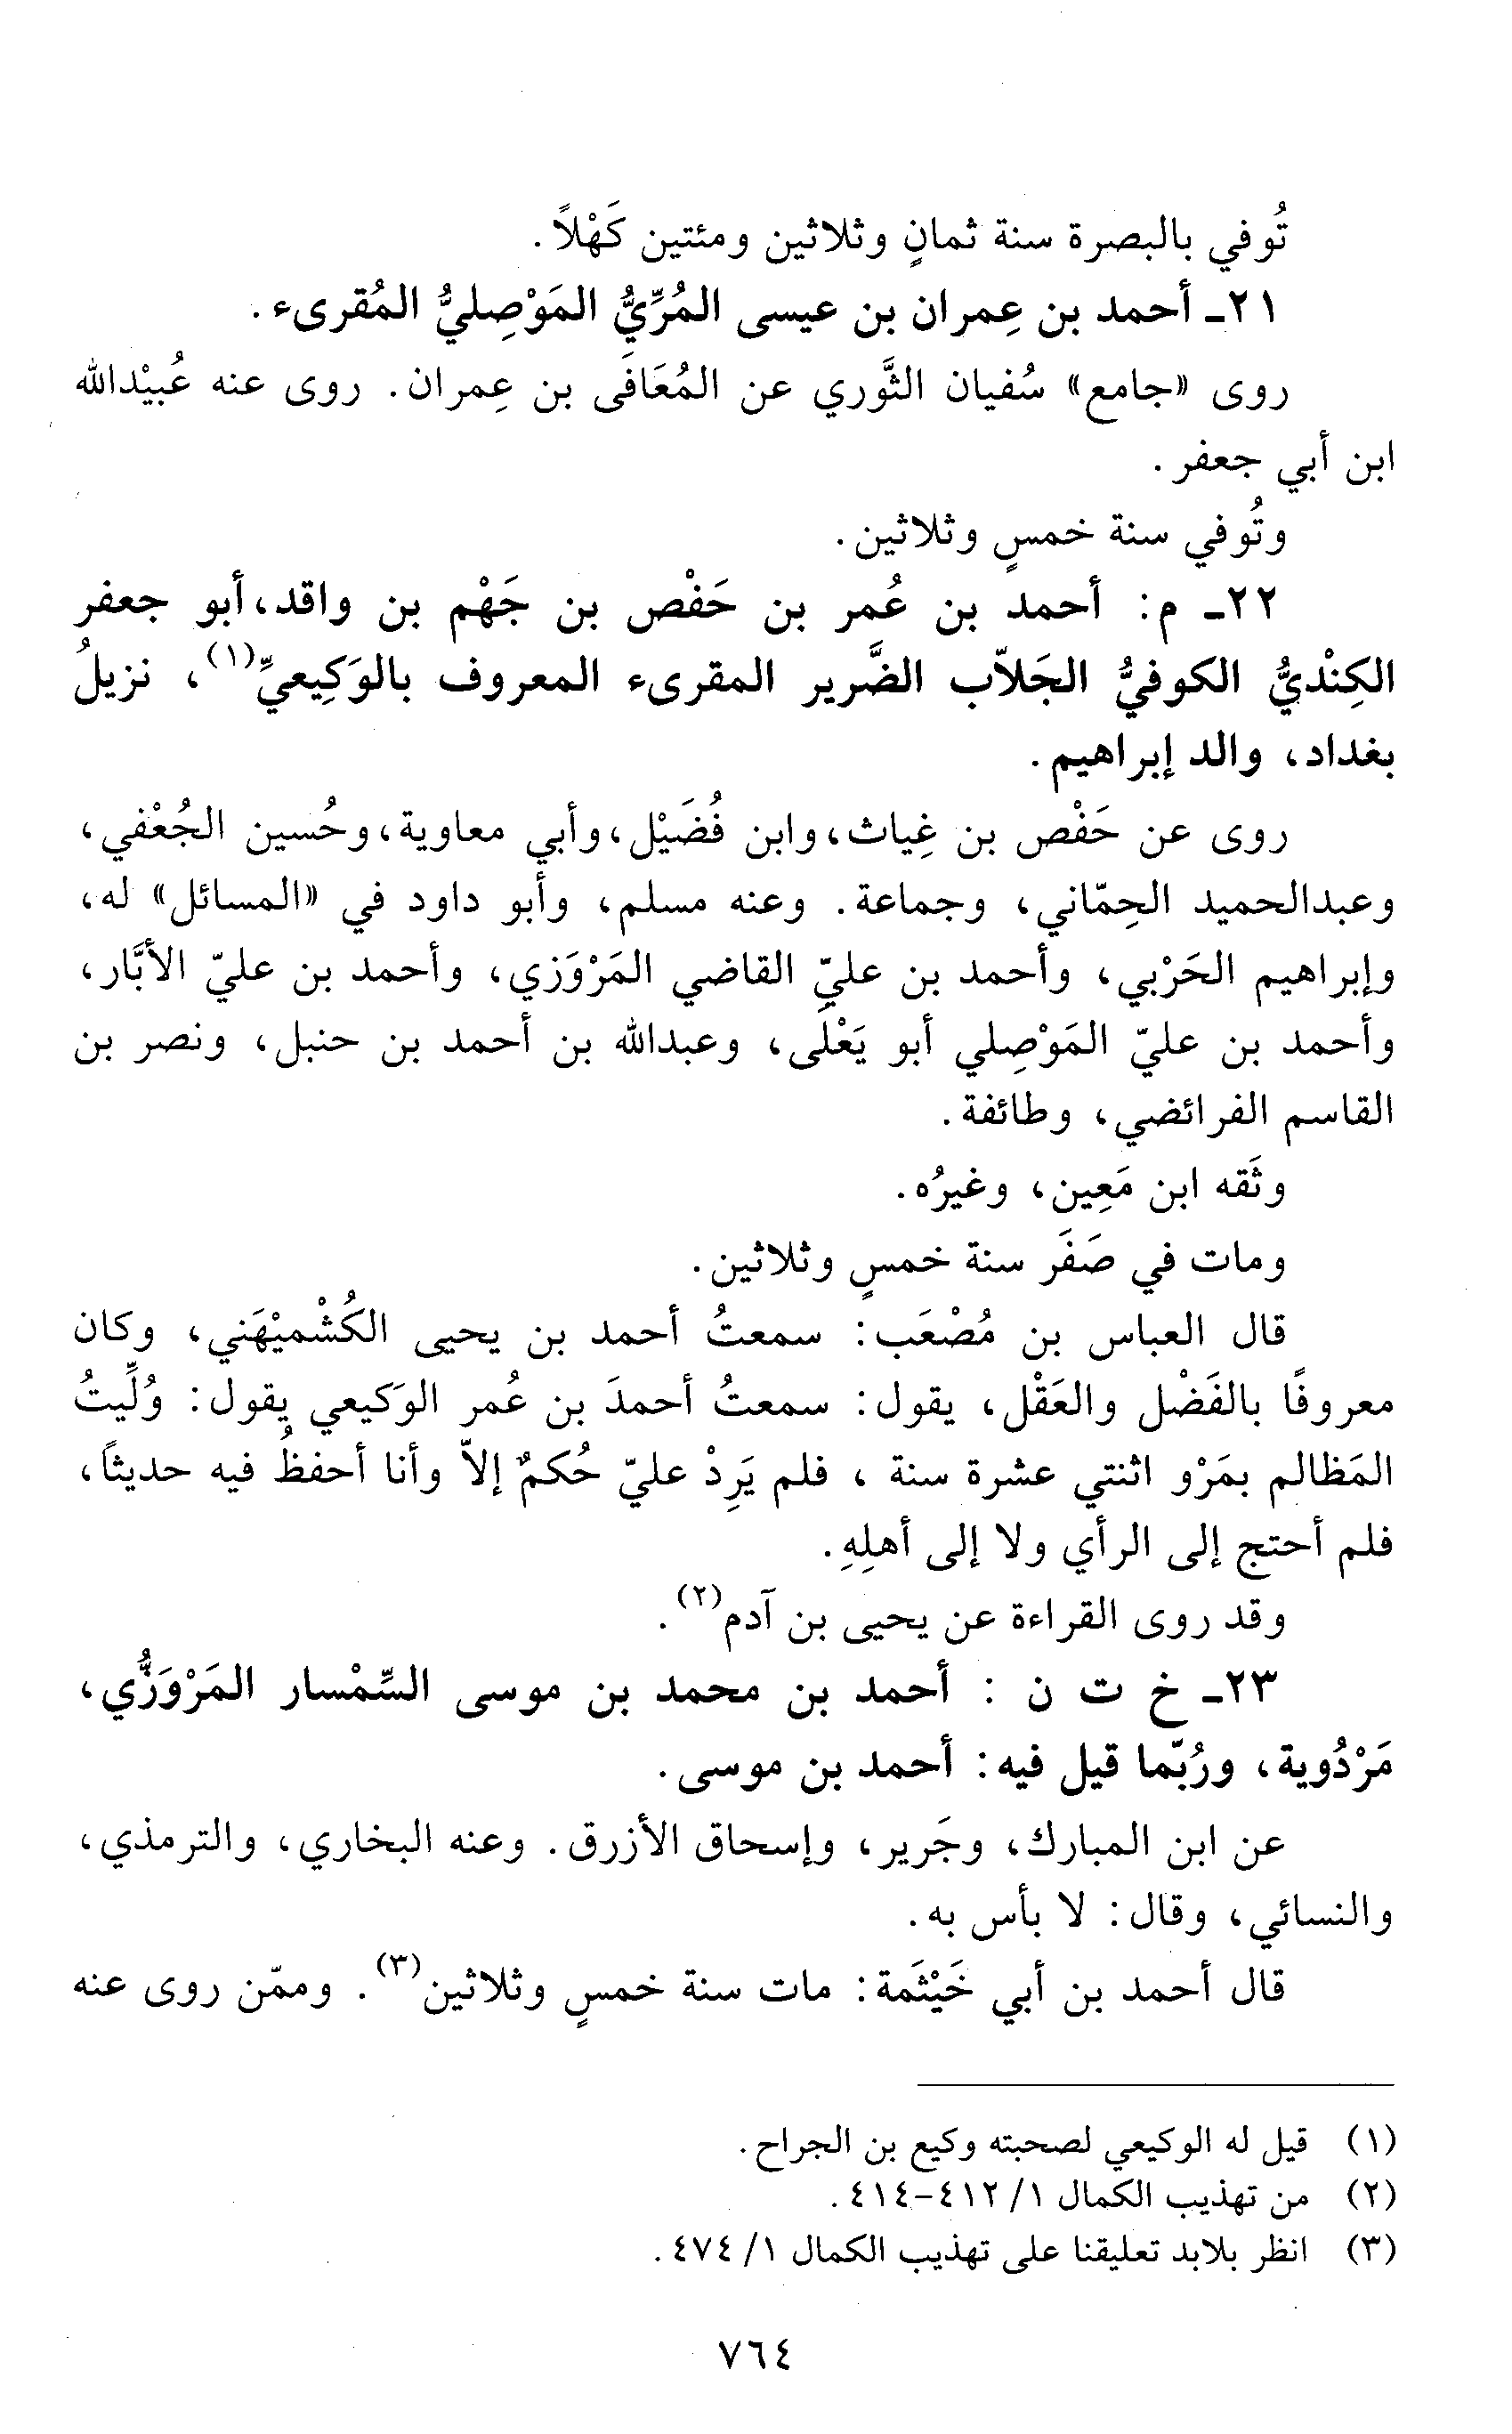 تُوفي بالبصرة سنة ثمانٍ وثلاثين ومئتين كَهْلاً.
٢١ـ أحمد بن عِمران بن عيسى المُرِّيُّ المَوْصِليُّ المُقرىء.
روى «جامع» سُفيان الثَّوري عن المُعَافَى بن عِمران. روى عنه عُبيْدالله
ابن أبي جعفر.
وتُوفي سنة خمسٍ وثلاثين.
٢٢ـ م: أحمد بن عُمر بن حَفْص بن جَهْم بن واقد، أبو جعفر
الكِنْديُّ الكوفيُّ الجَلاّب الضَّرير المقرىء المعروف بالوَكِيعيِّ(١)، نزيلُ
بغداد، والد إبراهيم.
روى عن حَفْص بن غِياث، وابن فُضَيْل، وأبي معاوية، وحُسين الجُعْفي،
وعبدالحميد الحِمّاني، وجماعة. وعنه مسلم، وأبو داود في «المسائل» له،
وإبراهيم الحَرْبي، وأحمد بن عليّ القاضي المَرْوَزي، وأحمد بن عليّ الأبَّار،
وأحمد بن عليّ المَوْصِلي أبو يَعْلَى، وعبدالله بن أحمد بن حنبل، ونصر بن
القاسم الفرائضي، وطائفة.
وثَقه ابن مَعِين، وغيرُه.
ومات في صَفَر سنة خمسٍ وثلاثين.
قال العباس بن مُصْعَب: سمعتُ أحمد بن يحيى الكُشْميْهَني، وكان
معروفًا بالفَضْل والعَقْل، يقول: سمعتُ أحمدَ بن عُمر الوَكيعي يقول: وُلِّيتُ
المَظالم بمَرْو اثنتي عشرة سنة ، فلم يَرِدْ عليّ حُكمٌ إلاّ وأنا أحفظُ فيه حديثاً،
فلم أحتج إلى الرأي ولا إلى أهلِهِ.
وقد روى القراءة عن يحيى بن آدم(٢).
٢٣ـ خ ت ن : أحمد بن محمد بن موسى السِّمْسار المَرْوَزُّي،
مَرْدُوية، ورُبّما قيل فيه: أحمد بن موسى.
عن ابن المبارك، وجَرير، وإسحاق الأزرق. وعنه البخاري، والترمذي،
والنسائي، وقال: لا بأس به.
قال أحمد بن أبي خَيْثَمة: مات سنة خمسٍ وثلاثين(٣). وممّن روى عنه
(١) قيل له الوكيعي لصحبته وكيع بن الجراح.
(٢) من تهذيب الكمال ١/ ٤١٢-٤١٤.
(٣) انظر بلابد تعليقنا على تهذيب الكمال ١/ ٤٧٤.
٧٦٤